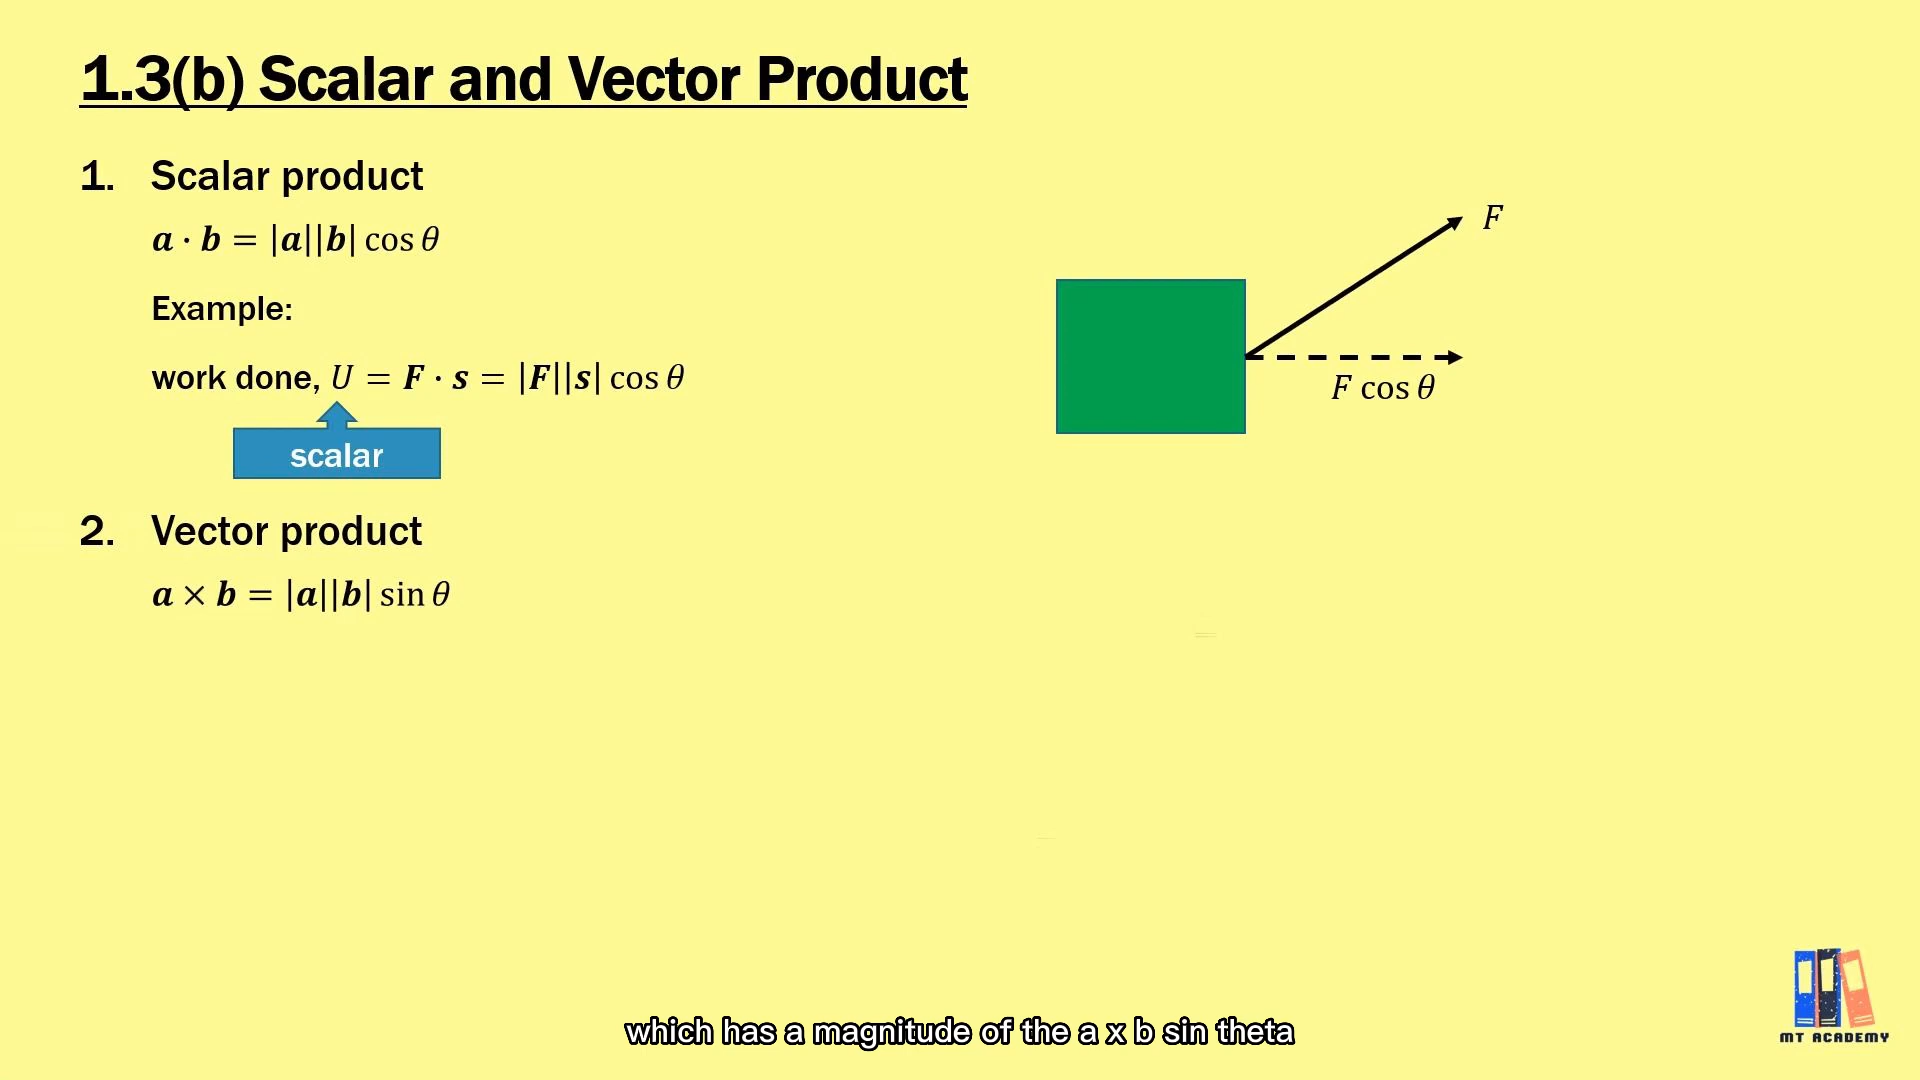 1.3(b) Scalar and Vector Product
1. Scalar product
a · b = |a||b| cos θ
Example:
work done, U = F · s = |F||s| cos θ
scalar
F
F cos θ
2. Vector product
a × b = |a||b| sin θ
which has a magnitude of the a x b sin theta
MT ACADEMY